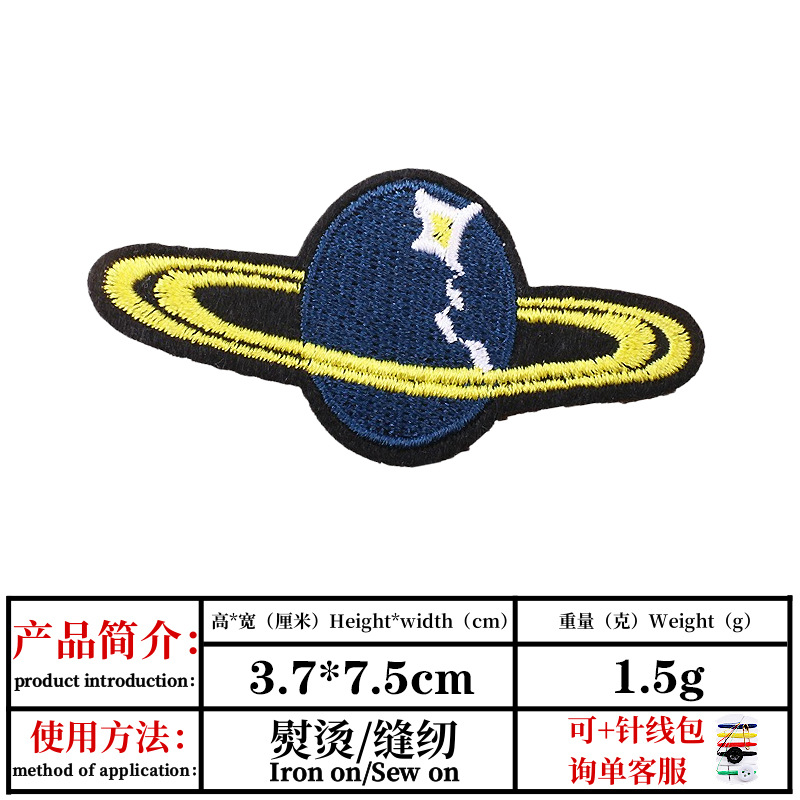 产品简介：
product introduction：
高*宽（厘米）Height*width（cm）
重量（克）Weight（g）
3.7*7.5cm
1.5g
使用方法：
method of application：
熨烫/缝纫
Iron on/Sew on
可+针线包
询单客服